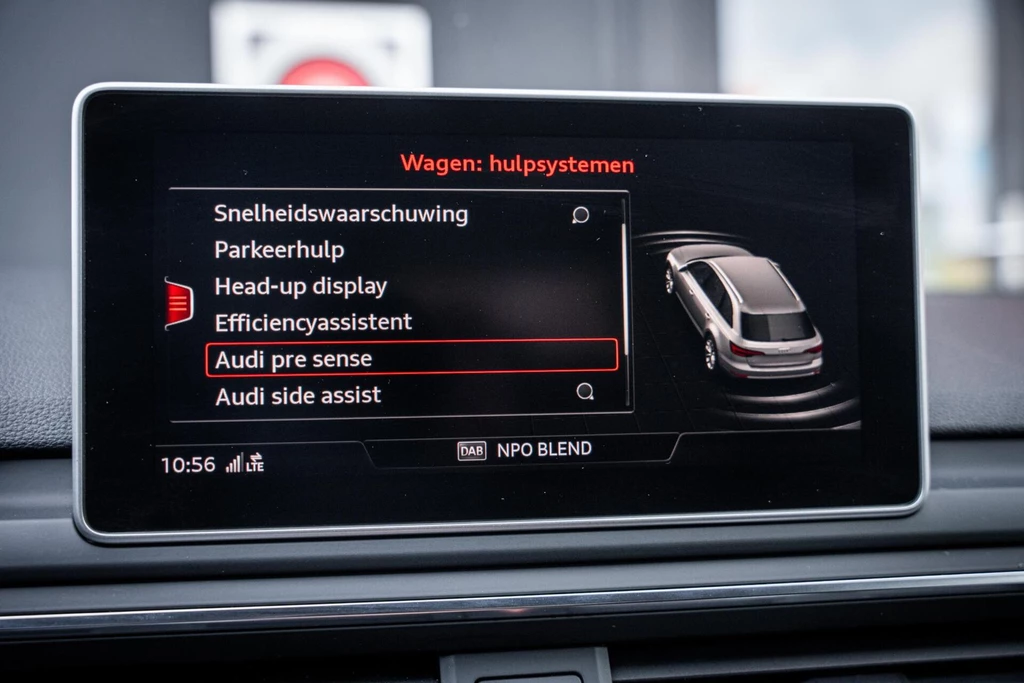 Wagen: hulpsystemen
Snelheidswaarschuwing
Parkeerhulp
Head-up display
Efficiencyassistent
Audi pre sense
Audi side assist
10:56 LTE
DAB NPO BLEND